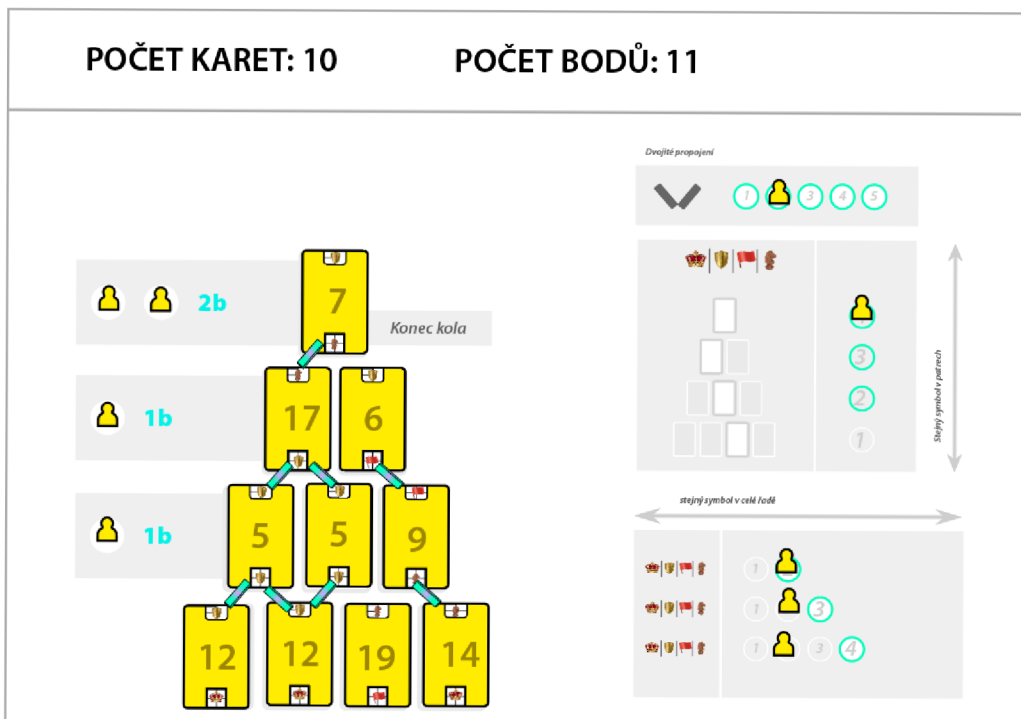 POČET KARET: 10
POČET BODŮ: 11
Dvojité propojení
1 3 4 5
7
2b
Konec kola
17 6
1b
3
2
1
Stejný symbol v patrech
5 5 9
1b
stejný symbol v celé řadě
12 12 19 14
1
1 3
1 3 4